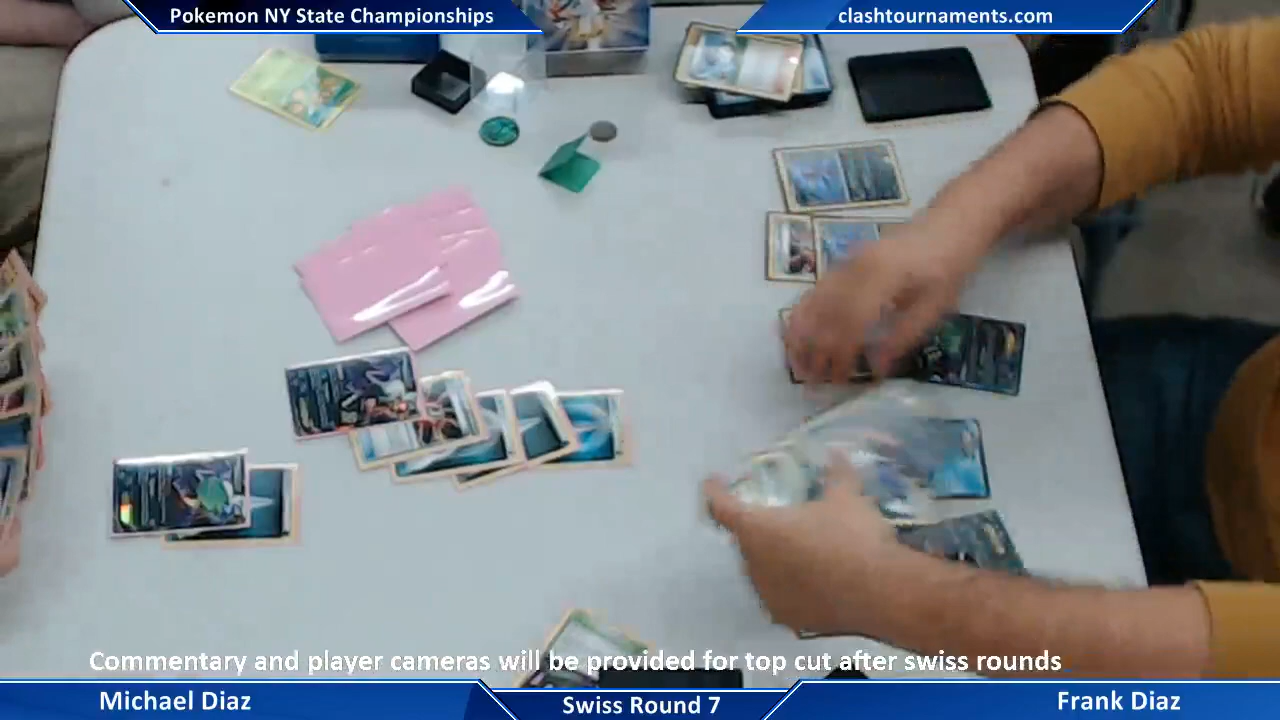 Pokemon NY State Championships
clashtournaments.com
Commentary and player cameras will be provided for top cut after swiss rounds
Michael Diaz
Swiss Round 7
Frank Diaz